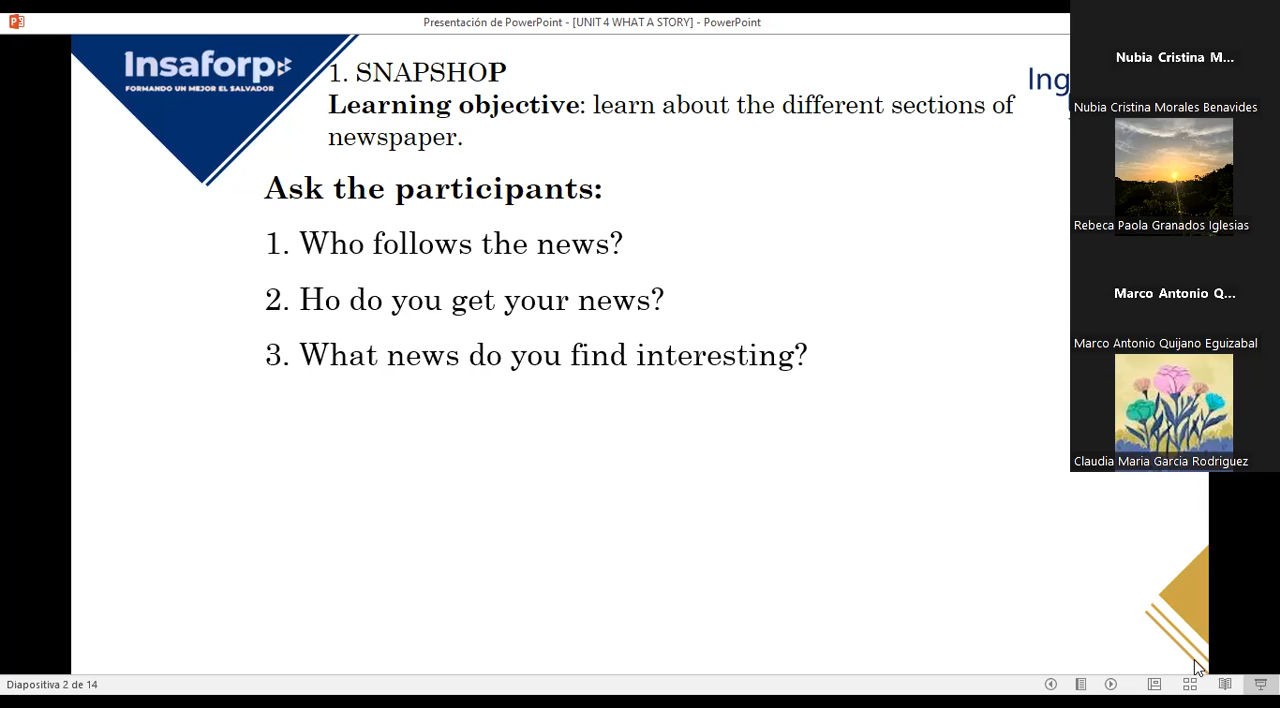 Presentación de PowerPoint - [UNIT 4 WHAT A STORY] - PowerPoint
Insaforp
FORMANDO UN MEJOR EL SALVADOR
1. SNAPSHOP
Learning objective: learn about the different sections of
newspaper.
Ing
Ask the participants:
1. Who follows the news?
2. Ho do you get your news?
3. What news do you find interesting?
Nubia Cristina M...
Nubia Cristina Morales Benavides
Rebeca Paola Granados Iglesias
Marco Antonio Q...
Marco Antonio Quijano Eguizabal
Claudia Maria Garcia Rodriguez
Diapositiva 2 de 14